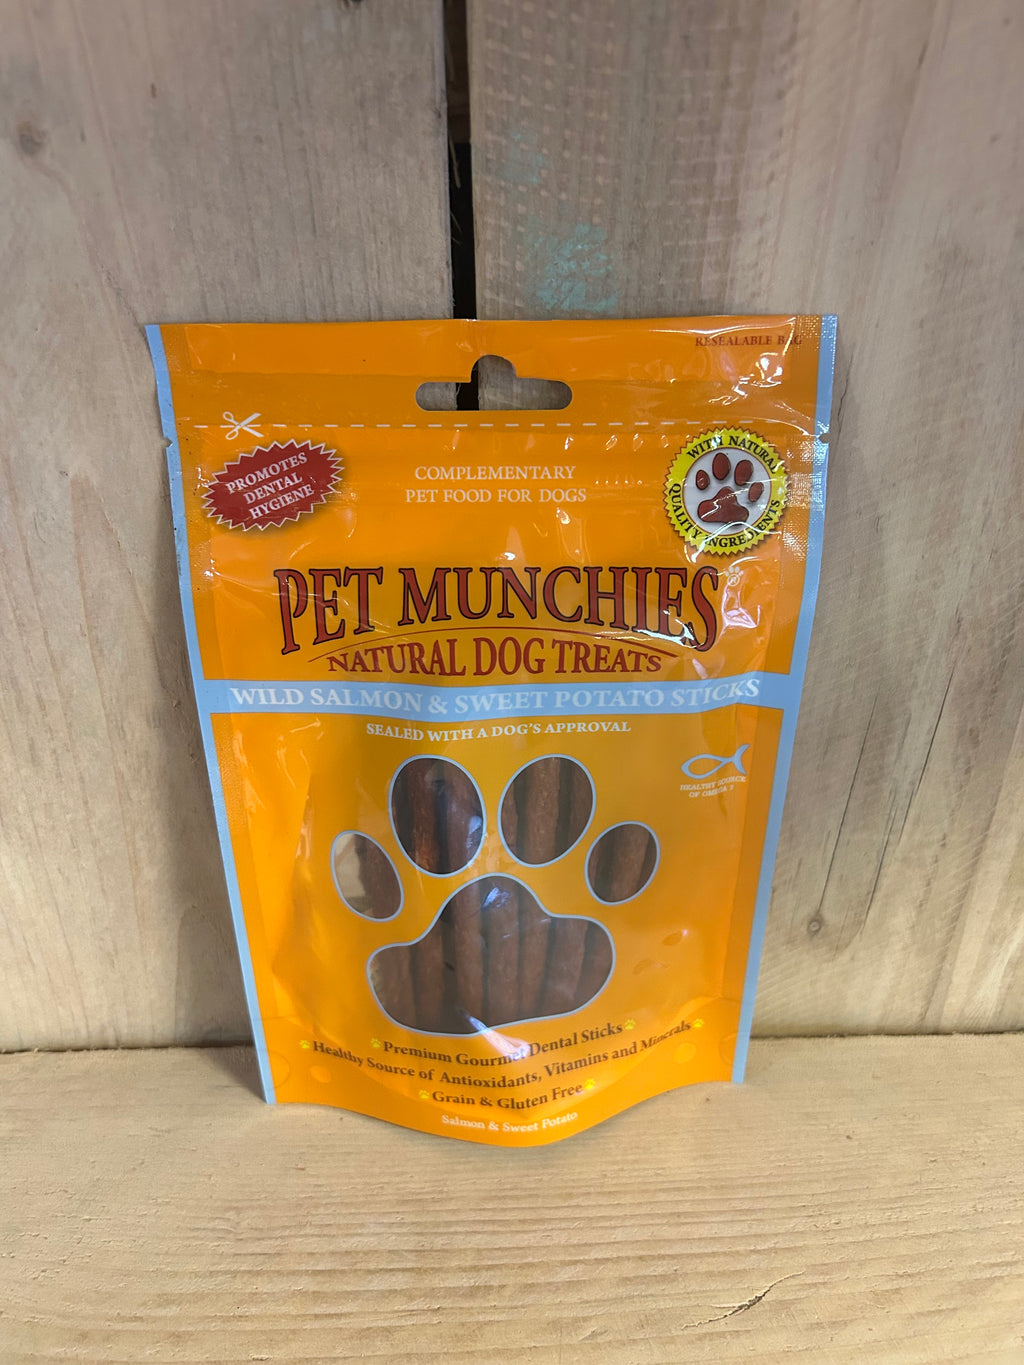 RESEALABLE BAG
PROMOTES
DENTAL
HYGIENE
COMPLEMENTARY
PET FOOD FOR DOGS
WITH NATURAL
QUALITY INGREDIENTS
PET MUNCHIES
NATURAL DOG TREATS
WILD SALMON & SWEET POTATO STICKS
SEALED WITH A DOG'S APPROVAL
HEALTHY SOURCE
OF OMEGA 3
Premium Gourmet Dental Sticks
Healthy Source of Antioxidants, Vitamins and Minerals
Grain & Gluten Free
Salmon & Sweet Potato